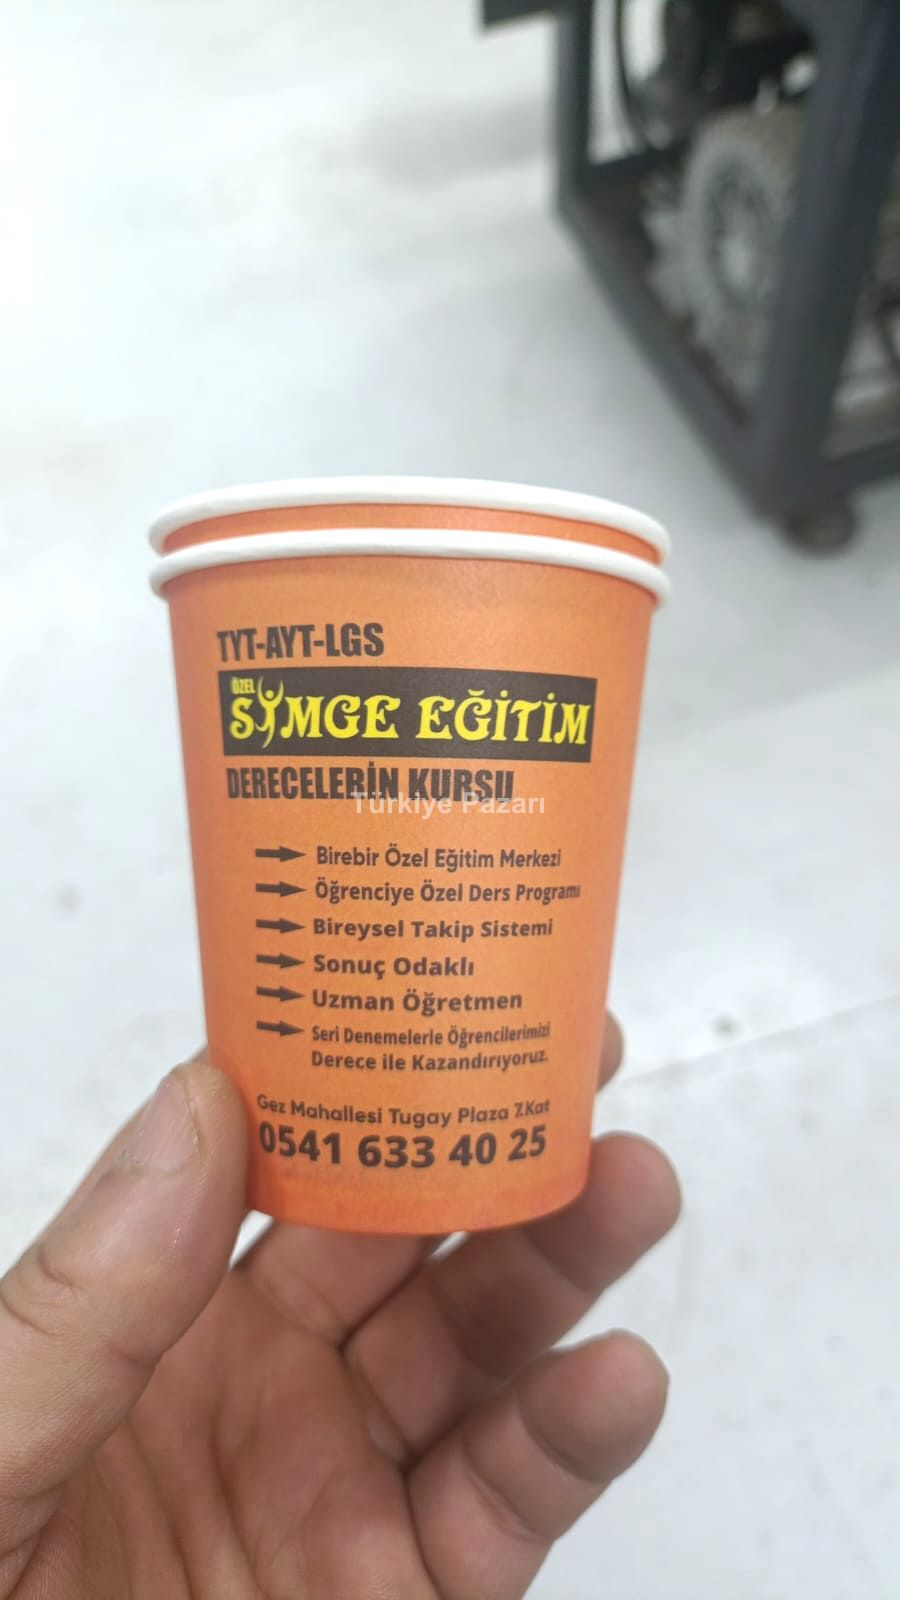 TYT-AYT-LGS
ÖZEL
SİMGE EĞİTİM
DERECELERİN KURSU
Türkiye Pazarı
Birebir Özel Eğitim Merkezi
Öğrenciye Özel Ders Programı
Bireysel Takip Sistemi
Sonuç Odaklı
Uzman Öğretmen
Seri Denemelerle Öğrencilerimizi
Derece ile Kazandırıyoruz.
Gez Mahallesi Tugay Plaza 7.Kat
0541 633 40 25